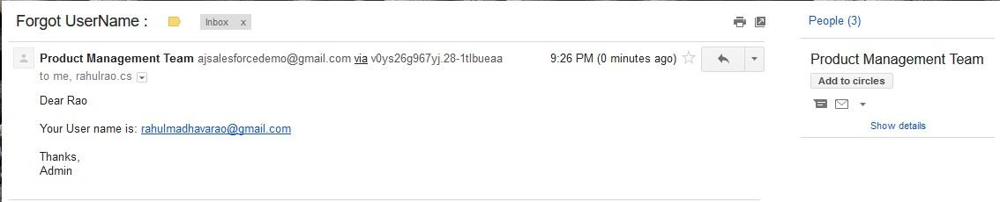 Forgot UserName :
Inbox x
Product Management Team ajsalesforcedemo@gmail.com via v0ys26g967yj.28-1tlbueaa 9:26 PM (0 minutes ago)
to me, rahulrao.cs
Dear Rao
Your User name is: rahulmadhavarao@gmail.com
Thanks,
Admin
People (3)
Product Management Team
Add to circles
Show details